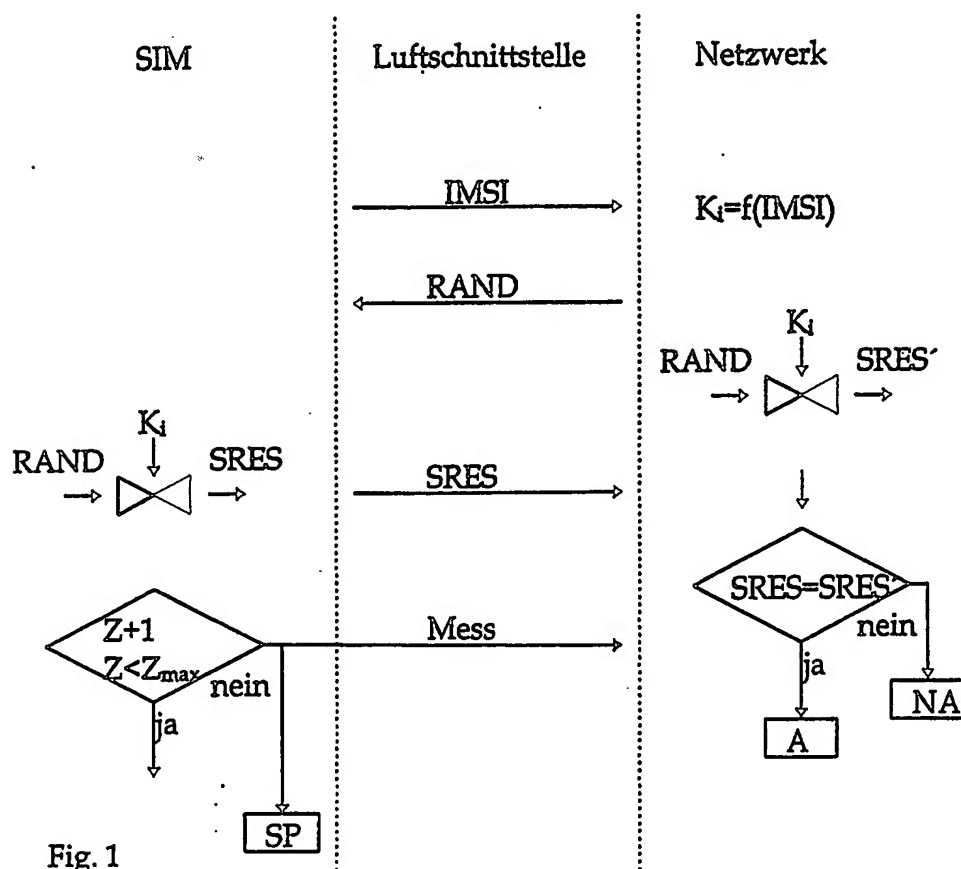 SIM
Luftschnittstelle
Netzwerk
IMSI
Ki=f(IMSI)
RAND
Ki
RAND
SRES´
Ki
RAND
SRES
SRES
SRES=SRES´
nein
ja
NA
A
Z+1
Z<Zmax
nein
ja
Mess
SP
Fig. 1